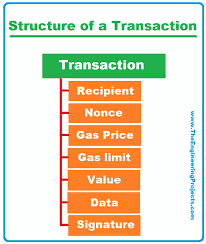 Structure of a Transaction
Transaction
Recipient
Nonce
Gas Price
Gas limit
Value
Data
Signature
www.TheEngineeringProjects.com